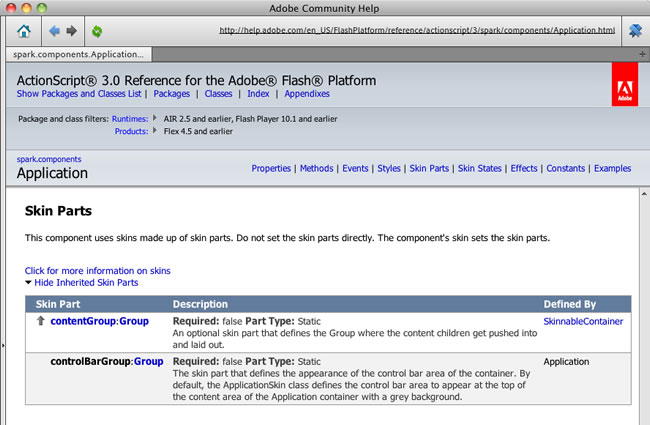 Adobe Community Help
http://help.adobe.com/en_US/FlashPlatform/reference/actionscript/3/spark/components/Application.html
spark.components.Application...
ActionScript® 3.0 Reference for the Adobe® Flash® Platform
Show Packages and Classes List | Packages | Classes | Index | Appendixes
Adobe
Package and class filters: Runtimes: AIR 2.5 and earlier, Flash Player 10.1 and earlier
Products: Flex 4.5 and earlier
spark.components
Application
Properties | Methods | Events | Styles | Skin Parts | Skin States | Effects | Constants | Examples
Skin Parts
This component uses skins made up of skin parts. Do not set the skin parts directly. The component's skin sets the skin parts.
Click for more information on skins
Hide Inherited Skin Parts
Skin Part Description Defined By
contentGroup:Group Required: false Part Type: Static SkinnableContainer
An optional skin part that defines the Group where the content children get pushed into
and laid out.
controlBarGroup:Group Required: false Part Type: Static Application
The skin part that defines the appearance of the control bar area of the container. By
default, the ApplicationSkin class defines the control bar area to appear at the top of
the content area of the Application container with a grey background.